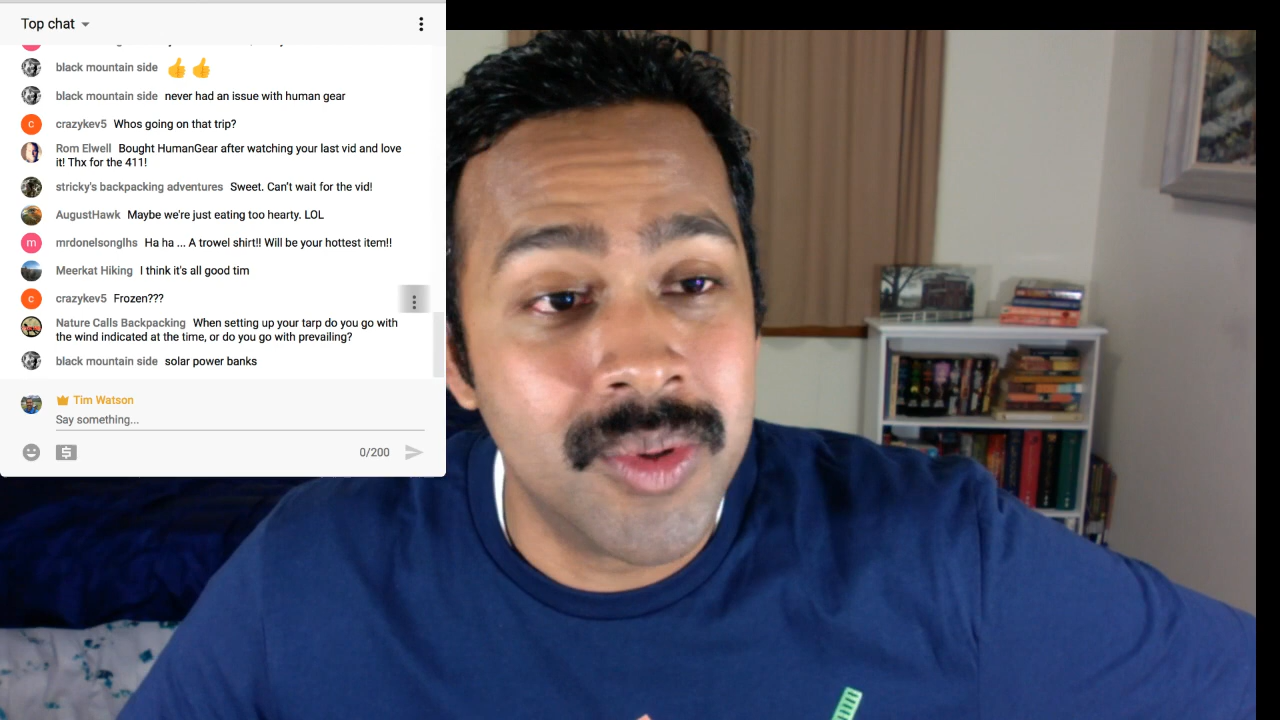 Top chat
black mountain side
black mountain side never had an issue with human gear
C crazykev5 Whos going on that trip?
Rom Elwell Bought HumanGear after watching your last vid and love
it! Thx for the 411!
stricky's backpacking adventures Sweet. Can't wait for the vid!
AugustHawk Maybe we're just eating too hearty. LOL
m mrdonelsonglhs Ha ha ... A trowel shirt!! Will be your hottest item!!
Meerkat Hiking I think it's all good tim
C crazykev5 Frozen???
Nature Calls Backpacking When setting up your tarp do you go with
the wind indicated at the time, or do you go with prevailing?
black mountain side solar power banks
Tim Watson
Say something...
$ 0/200